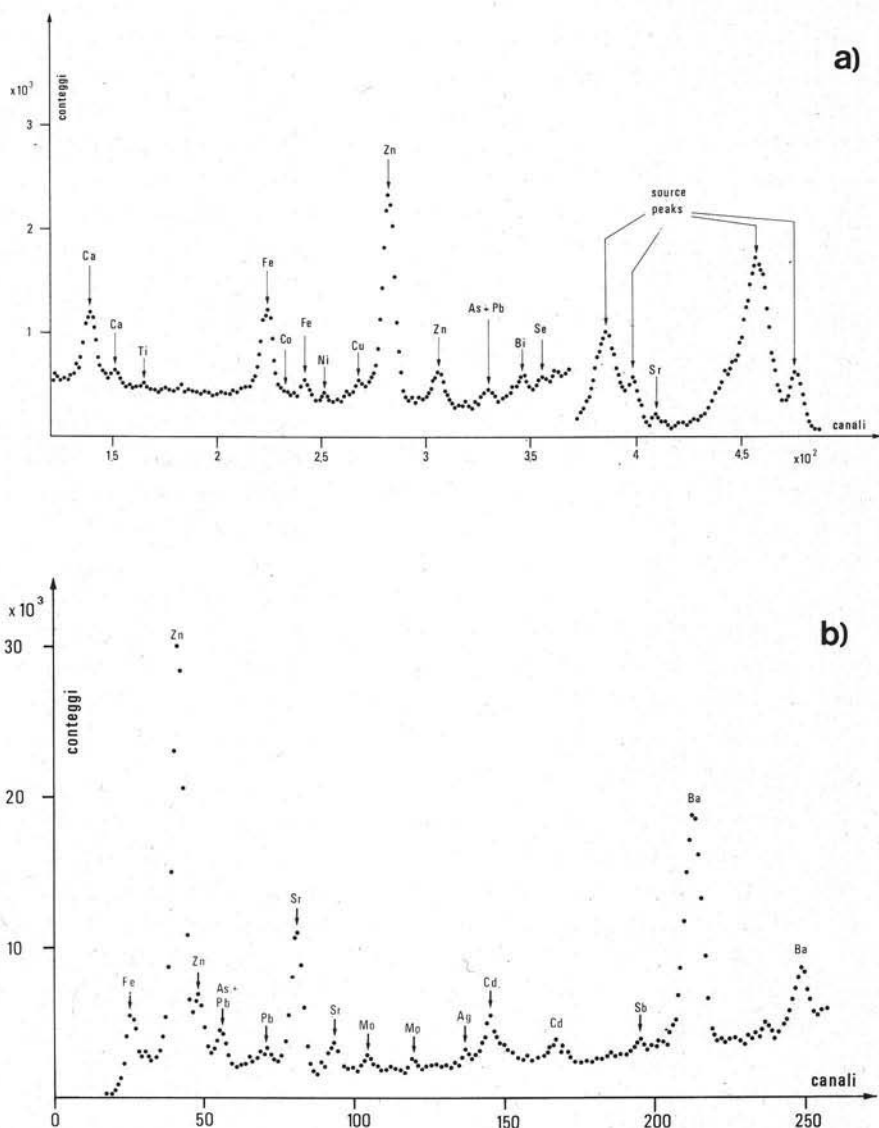 a)
x10³
conteggi
3
2
1
Ca
Ca
Ti
Fe
Co
Fe
Ni
Cu
Zn
Zn
As + Pb
Bi
Se
source
peaks
Sr
canali
1,5
2
2,5
3
3,5
4
4,5
x10²
b)
x 10³
conteggi
30
20
10
Fe
Zn
Zn
As +
Pb
Pb
Sr
Sr
Mo
Mo
Ag
Cd
Cd
Sb
Ba
Ba
canali
0
50
100
150
200
250